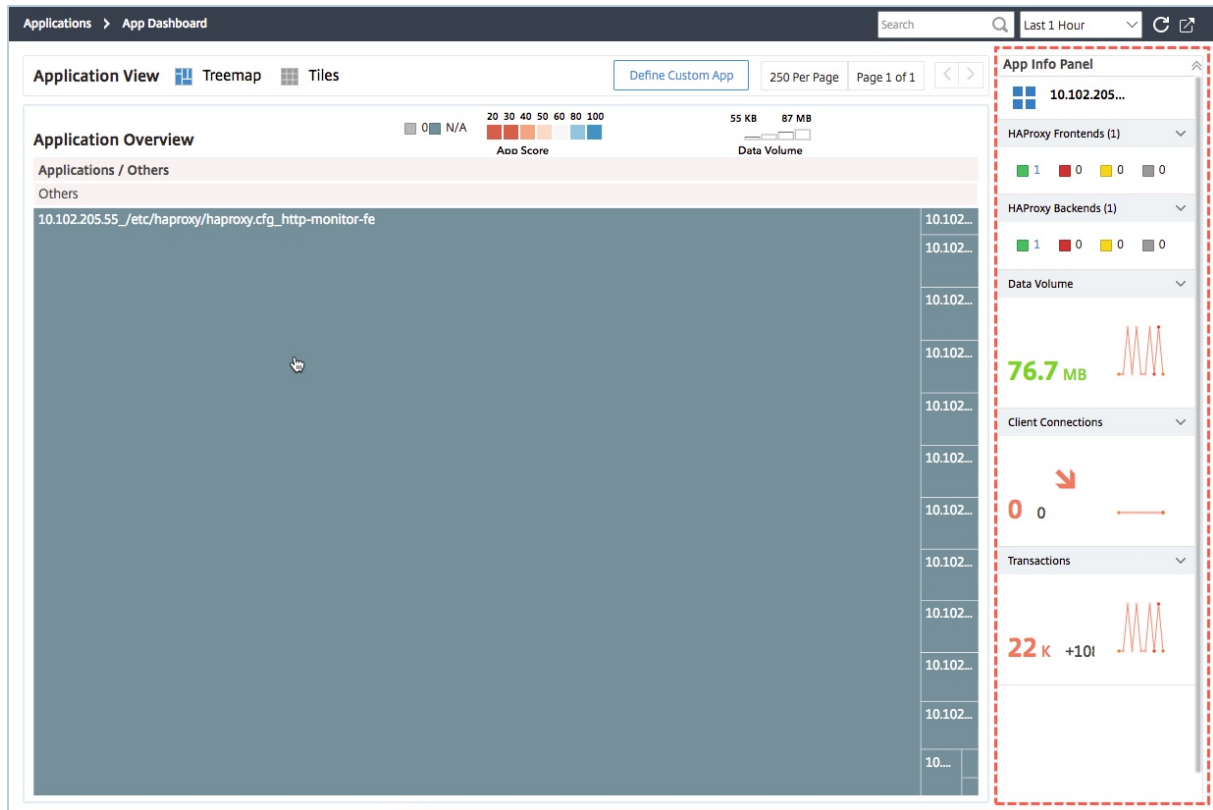 Applications > App Dashboard
Search
Last 1 Hour
Application View Treemap Tiles
Define Custom App
250 Per Page
Page 1 of 1
Application Overview
0 N/A
20 30 40 50 60 80 100
App Score
55 KB 87 MB
Data Volume
Applications / Others
Others
10.102.205.55_/etc/haproxy/haproxy.cfg_http-monitor-fe
10.102...
10.102...
10.102...
10.102...
10.102...
10.102...
10.102...
10.102...
10.102...
10.102...
10.102...
10....
App Info Panel
10.102.205...
HAProxy Frontends (1)
1 0 0 0
HAProxy Backends (1)
1 0 0 0
Data Volume
76.7 MB
Client Connections
0 0
Transactions
22 K